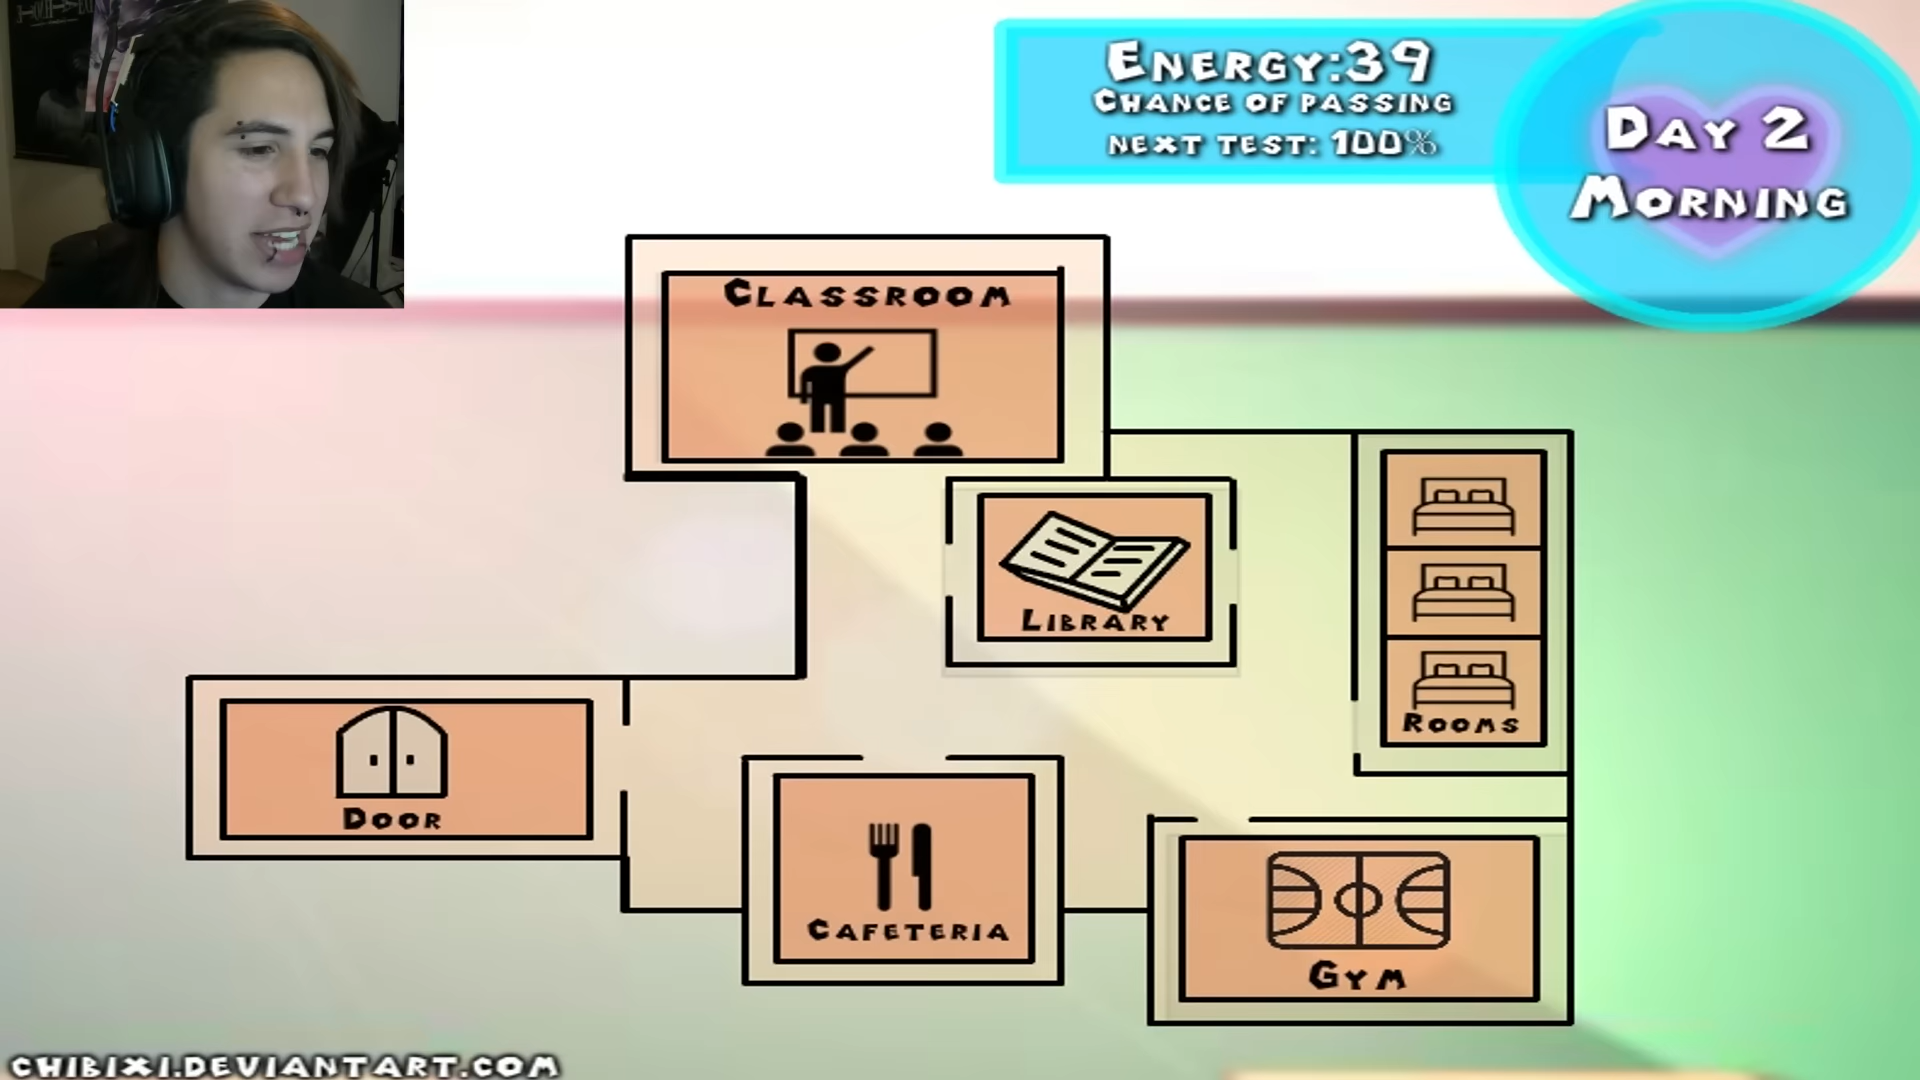 Energy:39
Chance of passing
next test: 100%
Day 2
Morning
Classroom
Library
Rooms
Door
Cafeteria
Gym
chibixi.deviantart.com